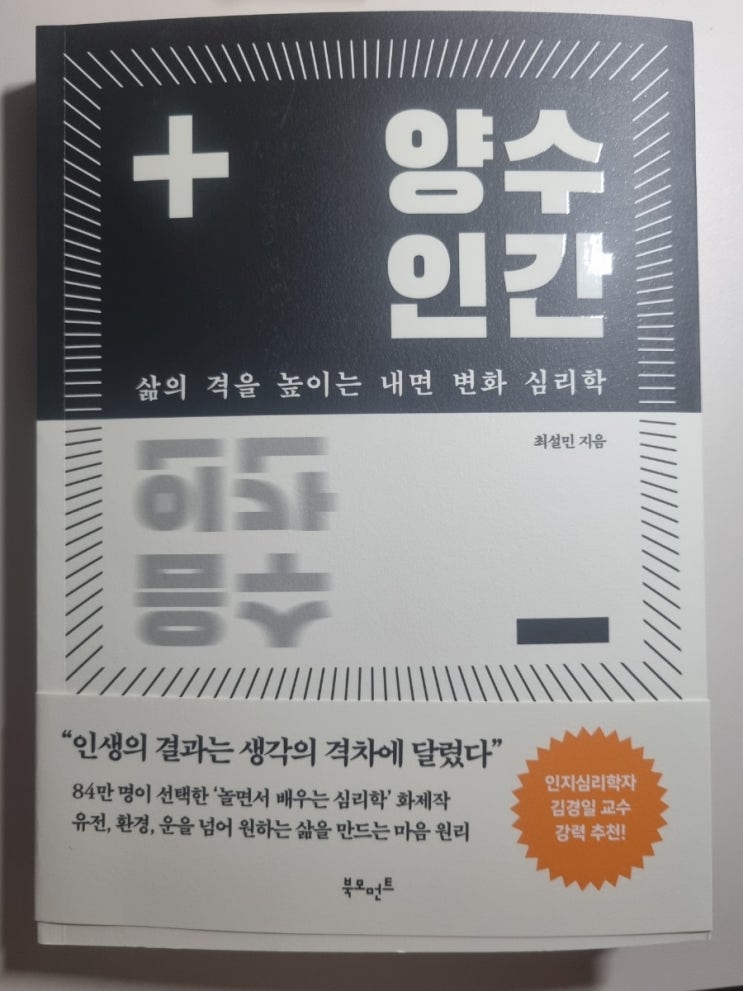 + 양수
인간
삶의 격을 높이는 내면 변화 심리학
최설민 지음
음수
인간
−
“인생의 결과는 생각의 격차에 달렸다”
84만 명이 선택한 ‘놀면서 배우는 심리학’ 화제작
유전, 환경, 운을 넘어 원하는 삶을 만드는 마음 원리
인지심리학자
김경일 교수
강력 추천!
북모먼트